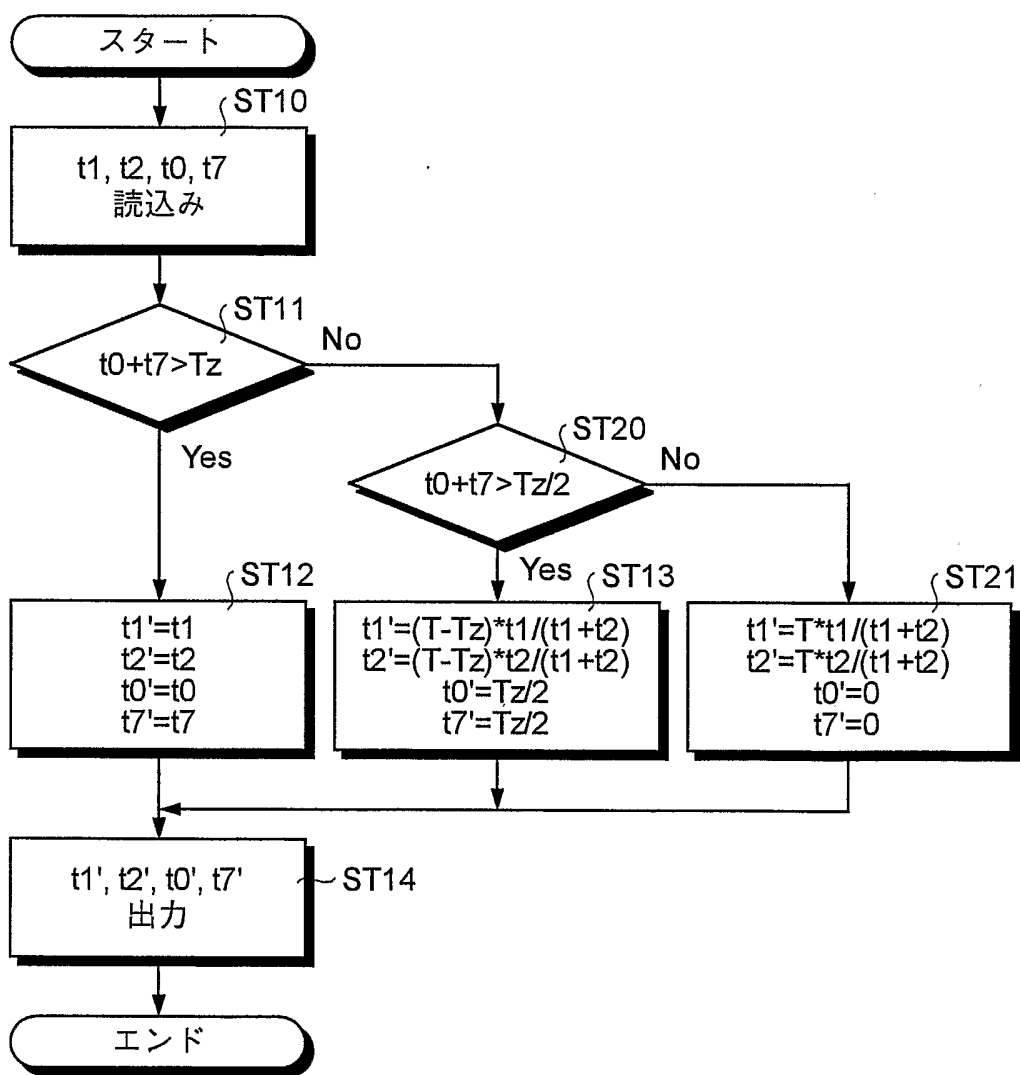 スタート
ST10
t1, t2, t0, t7
読込み
ST11
t0+t7>Tz
No
Yes
ST20
t0+t7>Tz/2
No
Yes
ST12
t1'=t1
t2'=t2
t0'=t0
t7'=t7
ST13
t1'=(T-Tz)*t1/(t1+t2)
t2'=(T-Tz)*t2/(t1+t2)
t0'=Tz/2
t7'=Tz/2
ST21
t1'=T*t1/(t1+t2)
t2'=T*t2/(t1+t2)
t0'=0
t7'=0
t1', t2', t0', t7'
出力
ST14
エンド